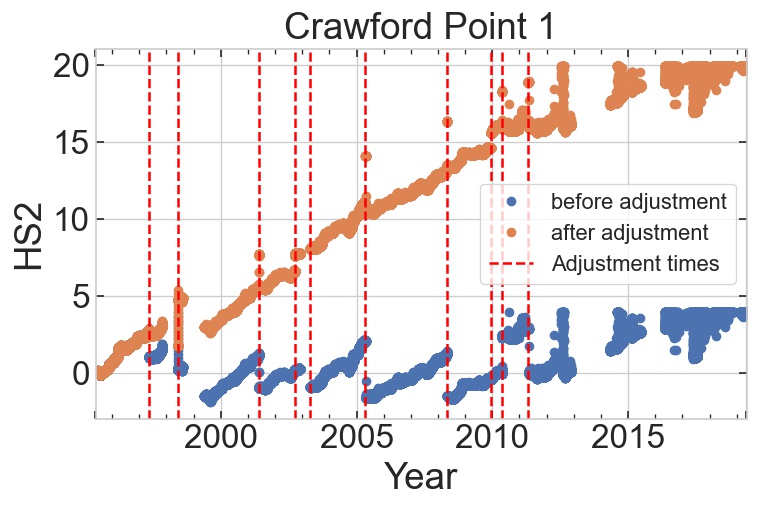 Crawford Point 1
HS2
20
15
10
5
0
before adjustment
after adjustment
Adjustment times
2000
2005
2010
2015
Year